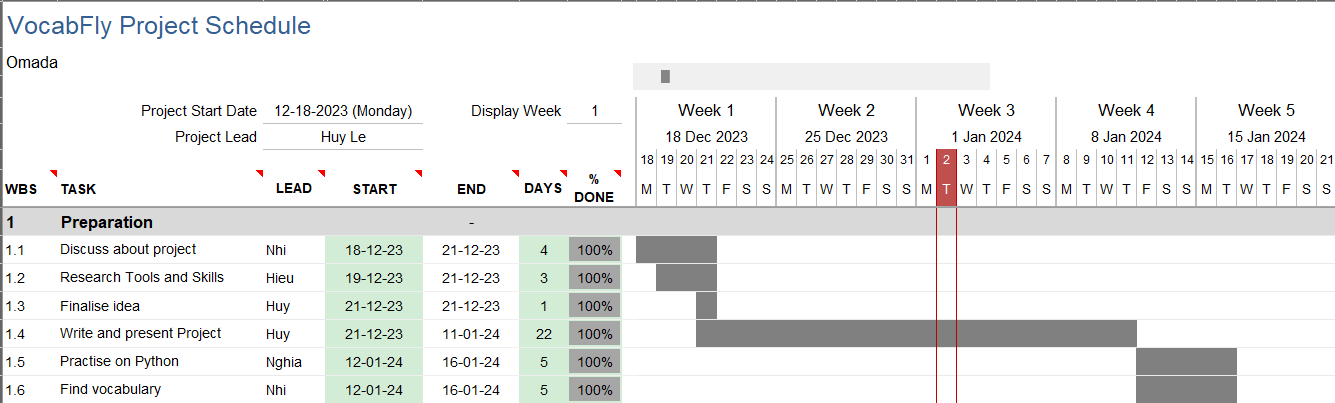 VocabFly Project Schedule
Omada
Project Start Date 12-18-2023 (Monday) Display Week 1 Week 1 Week 2 Week 3 Week 4 Week 5
Project Lead Huy Le 18 Dec 2023 25 Dec 2023 1 Jan 2024 8 Jan 2024 15 Jan 2024
18 19 20 21 22 23 24 25 26 27 28 29 30 31 1 2 3 4 5 6 7 8 9 10 11 12 13 14 15 16 17 18 19 20 21
WBS TASK LEAD START END DAYS % DONE M T W T F S S M T W T F S S M T W T F S S M T W T F S S M T W T F S S
1 Preparation -
1.1 Discuss about project Nhi 18-12-23 21-12-23 4 100%
1.2 Research Tools and Skills Hieu 19-12-23 21-12-23 3 100%
1.3 Finalise idea Huy 21-12-23 21-12-23 1 100%
1.4 Write and present Project Huy 21-12-23 11-01-24 22 100%
1.5 Practise on Python Nghia 12-01-24 16-01-24 5 100%
1.6 Find vocabulary Nhi 12-01-24 16-01-24 5 100%